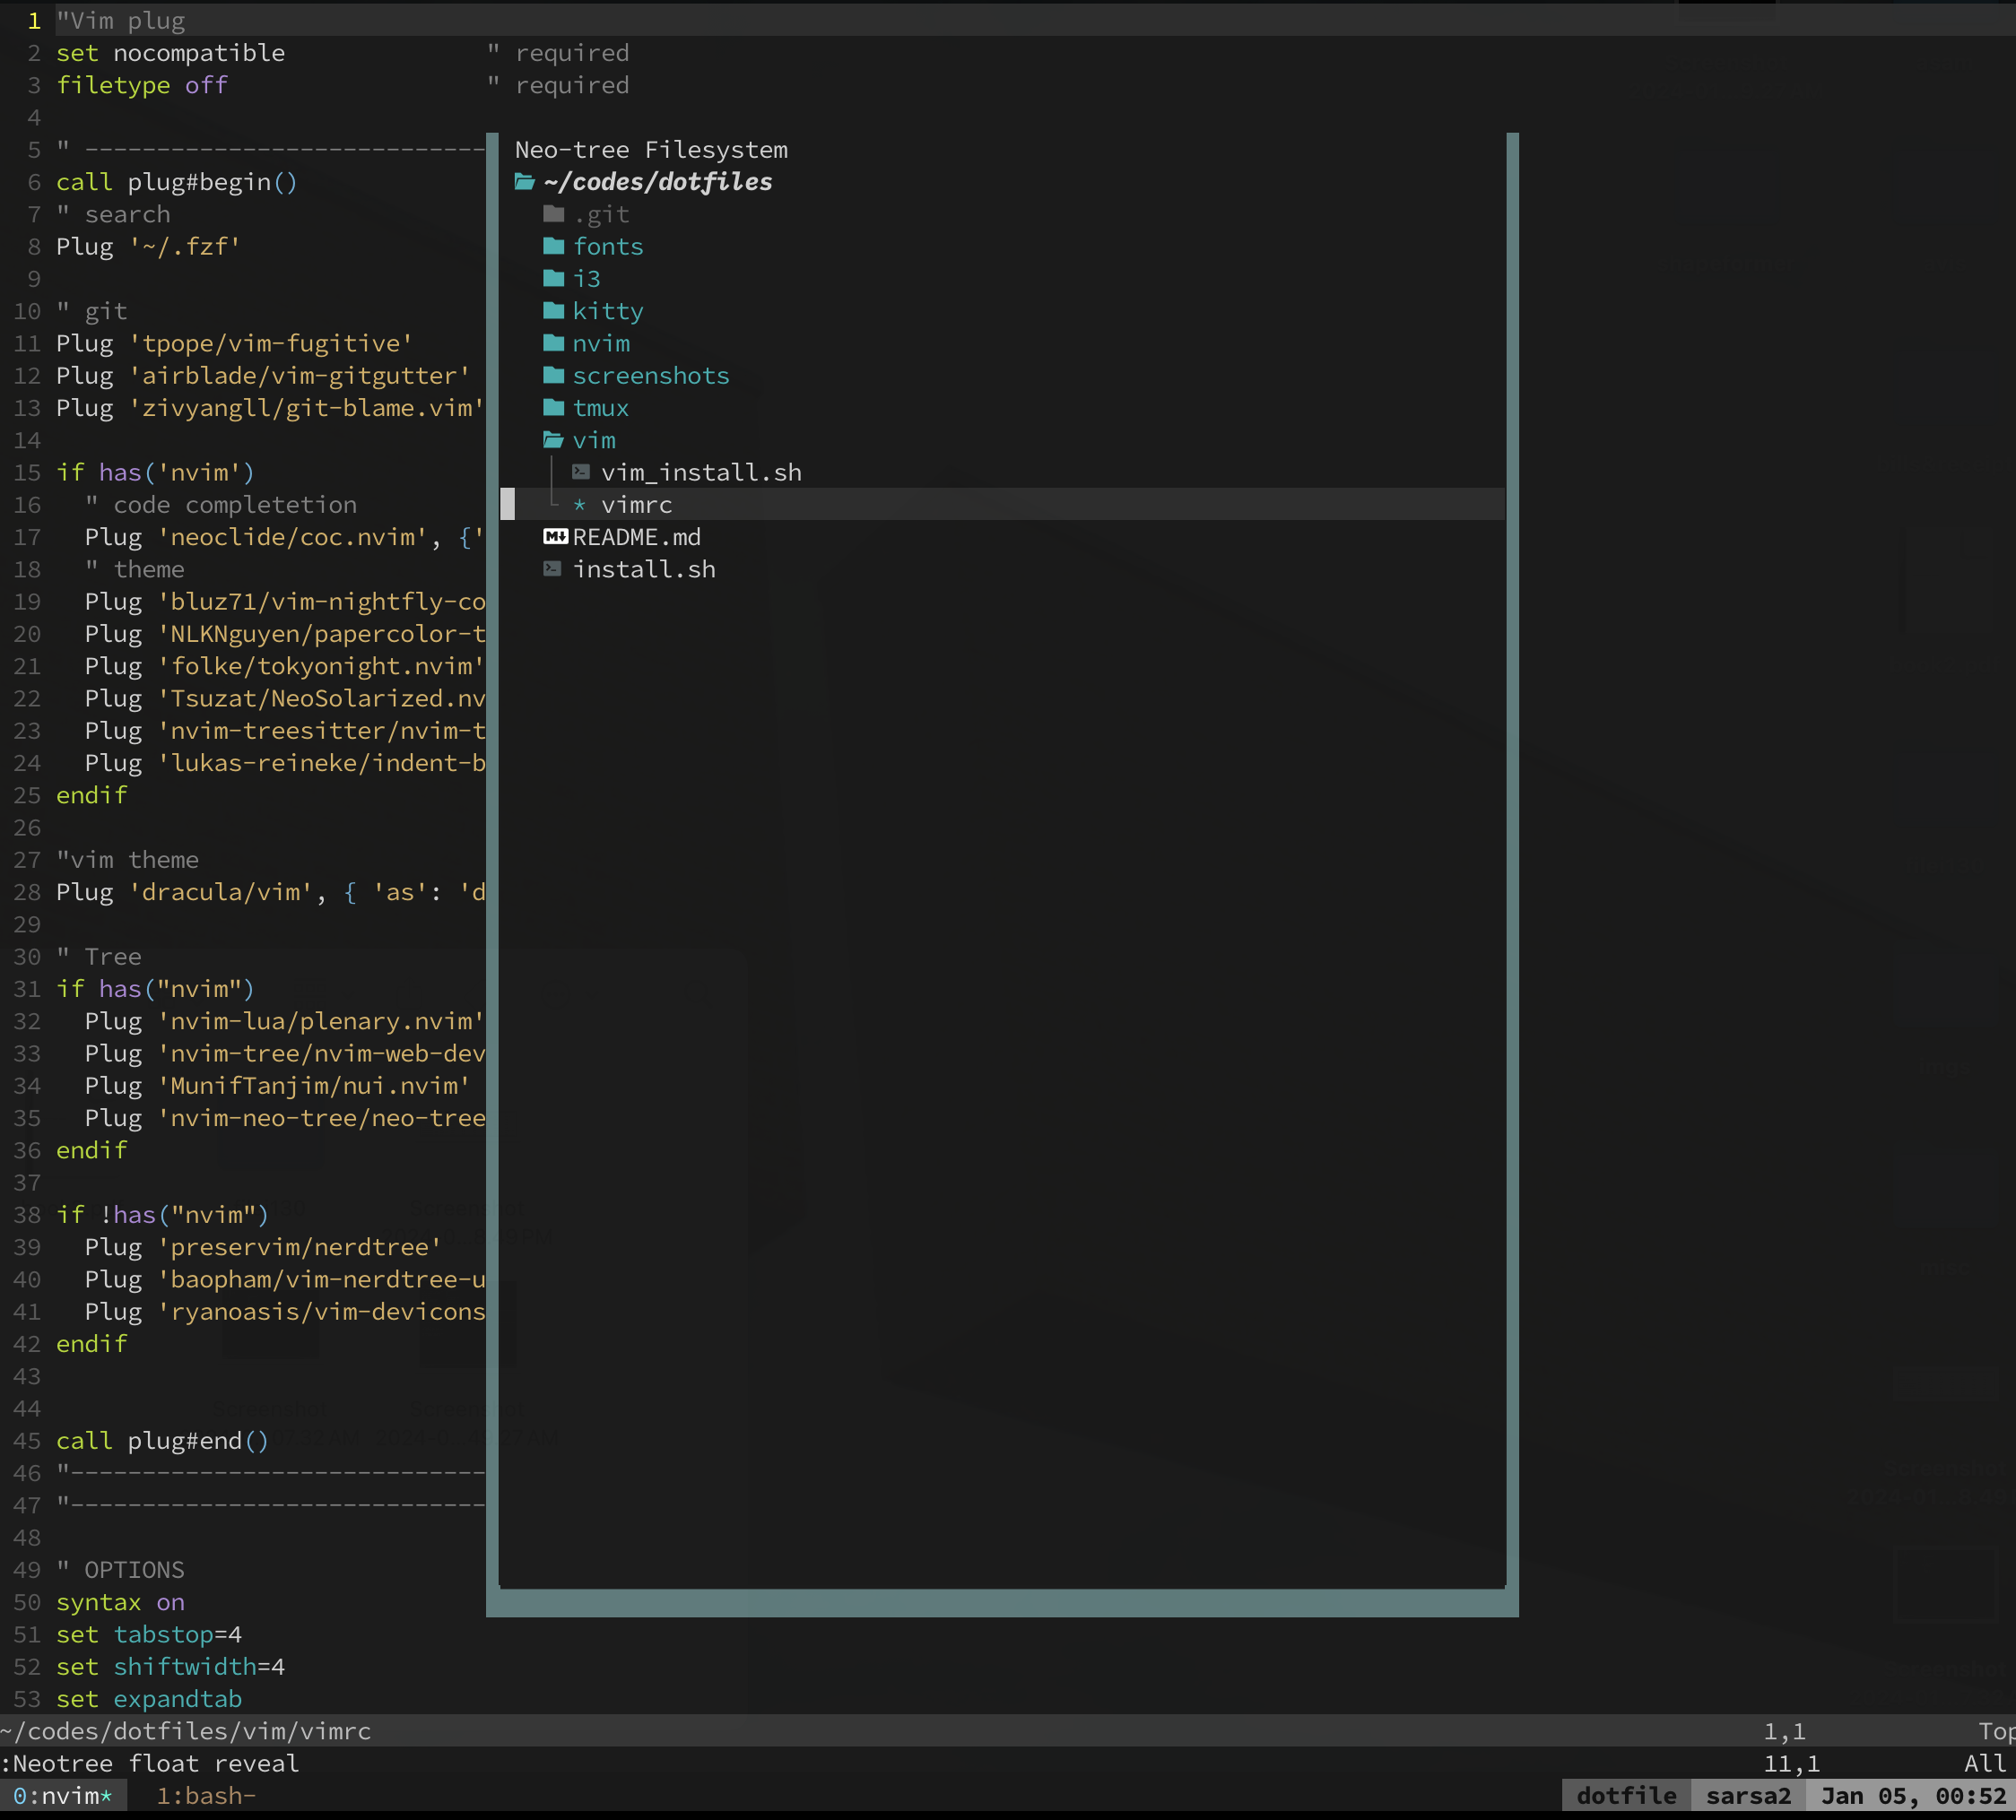 1 "Vim plug
2 set nocompatible " required
3 filetype off " required
4
5 " ----------------------------
6 call plug#begin()
7 " search
8 Plug '~/.fzf'
9
10 " git
11 Plug 'tpope/vim-fugitive'
12 Plug 'airblade/vim-gitgutter'
13 Plug 'zivyangll/git-blame.vim'
14
15 if has('nvim')
16 " code completetion
17 Plug 'neoclide/coc.nvim', {'
18 " theme
19 Plug 'bluz71/vim-nightfly-co
20 Plug 'NLKNguyen/papercolor-t
21 Plug 'folke/tokyonight.nvim'
22 Plug 'Tsuzat/NeoSolarized.nv
23 Plug 'nvim-treesitter/nvim-t
24 Plug 'lukas-reineke/indent-b
25 endif
26
27 "vim theme
28 Plug 'dracula/vim', { 'as': 'd
29
30 " Tree
31 if has("nvim")
32 Plug 'nvim-lua/plenary.nvim'
33 Plug 'nvim-tree/nvim-web-dev
34 Plug 'MunifTanjim/nui.nvim'
35 Plug 'nvim-neo-tree/neo-tree
36 endif
37
38 if !has("nvim")
39 Plug 'preservim/nerdtree'
40 Plug 'baopham/vim-nerdtree-u
41 Plug 'ryanoasis/vim-devicons
42 endif
43
44
45 call plug#end()
46 "-----------------------------
47 "-----------------------------
48
49 " OPTIONS
50 syntax on
51 set tabstop=4
52 set shiftwidth=4
53 set expandtab
Neo-tree Filesystem
~/codes/dotfiles
.git
fonts
i3
kitty
nvim
screenshots
tmux
vim
vim_install.sh
* vimrc
README.md
install.sh
~/codes/dotfiles/vim/vimrc 1,1 Top
:Neotree float reveal 11,1 All
0:nvim* 1:bash- dotfile sarsa2 Jan 05, 00:52